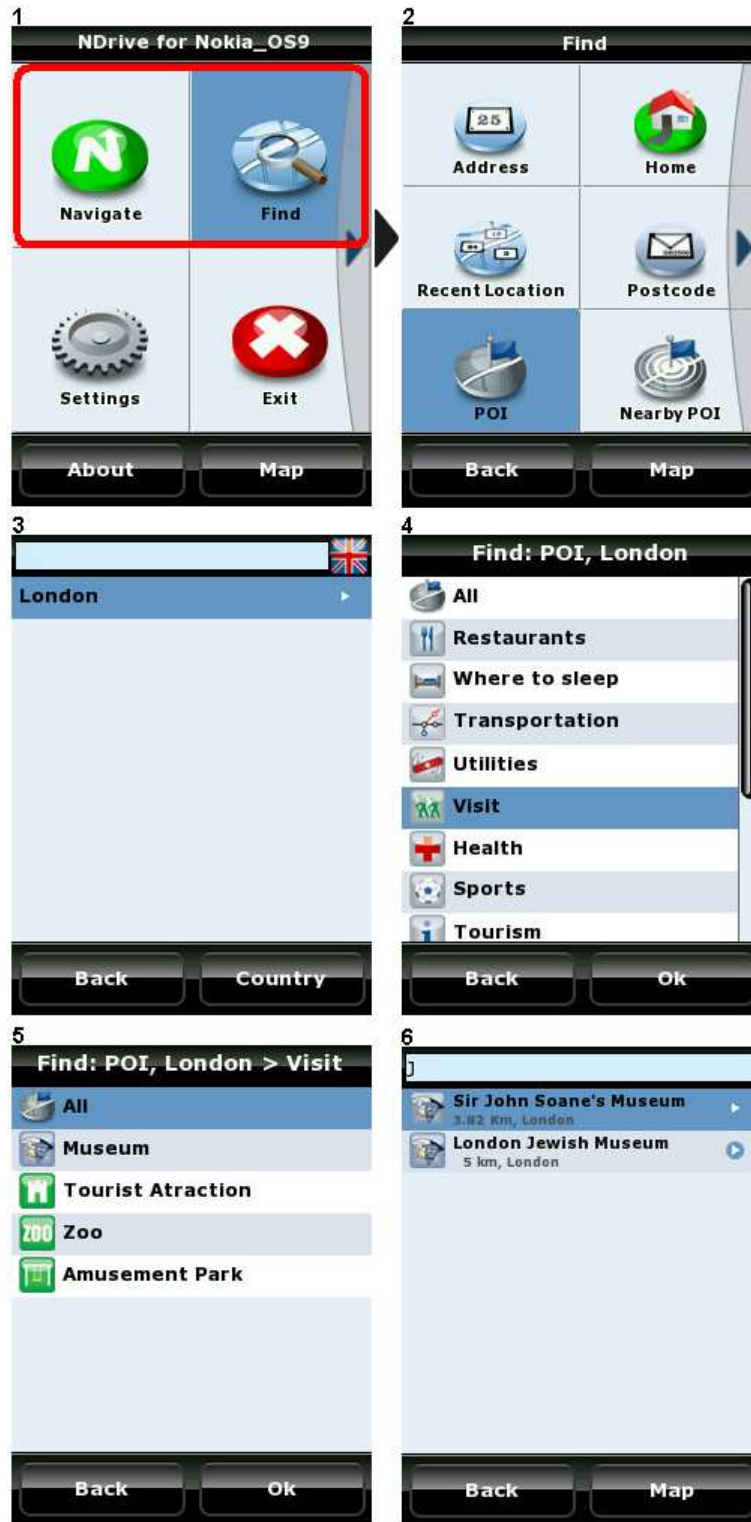 1
NDrive for Nokia_OS9
Navigate
Find
Settings
Exit
About
Map
2
Find
25
Address
Home
Recent Location
Postcode
POI
Nearby POI
Back
Map
3
London
Back
Country
4
Find: POI, London
All
Restaurants
Where to sleep
Transportation
Utilities
Visit
Health
Sports
Tourism
Back
Ok
5
Find: POI, London > Visit
All
Museum
Tourist Atraction
ZOO Zoo
Amusement Park
Back
Ok
6
J
Sir John Soane's Museum
3.82 Km, London
London Jewish Museum
5 km, London
Back
Map